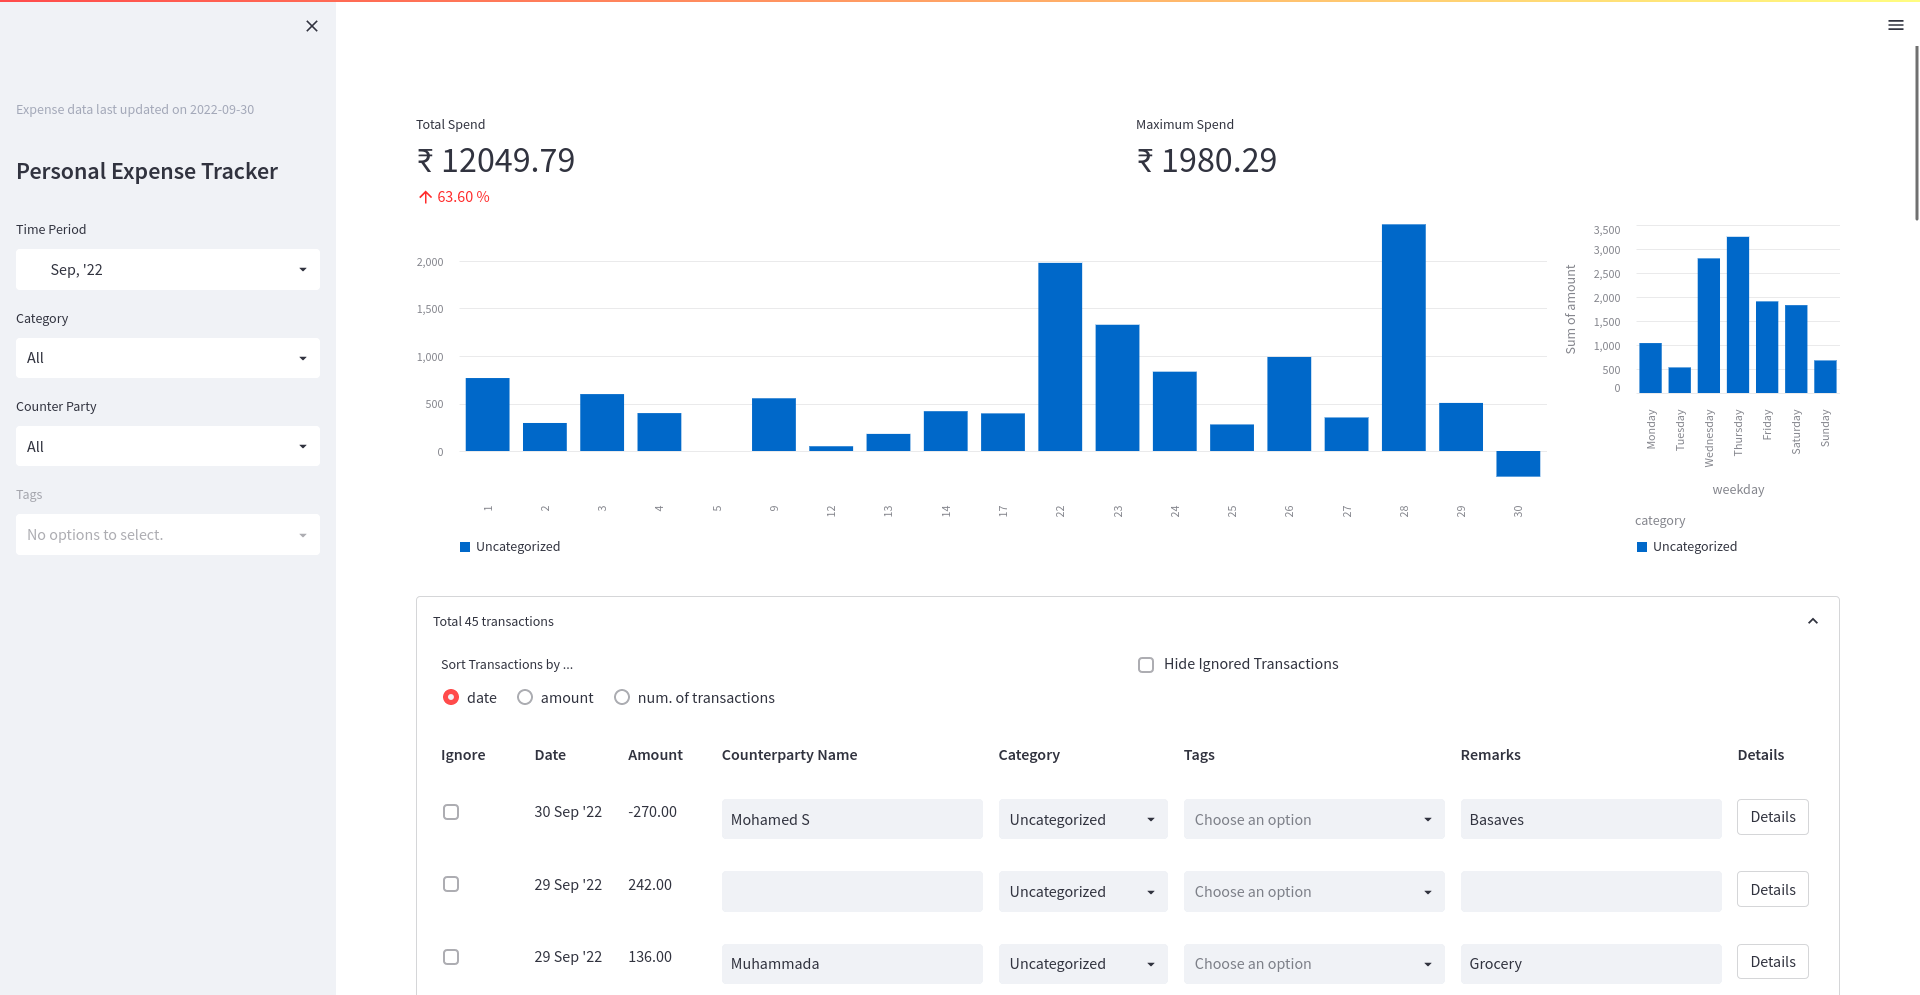 Expense data last updated on 2022-09-30
Personal Expense Tracker
Time Period
Sep, '22
Category
All
Counter Party
All
Tags
No options to select.
Total Spend
₹ 12049.79
63.60 %
Maximum Spend
₹ 1980.29
2,000
1,500
1,000
500
0
1 2 3 4 5 9 12 13 14 17 22 23 24 25 26 27 28 29 30
Uncategorized
Sum of amount
3,500
3,000
2,500
2,000
1,500
1,000
500
0
Monday Tuesday Wednesday Thursday Friday Saturday Sunday
weekday
category
Uncategorized
Total 45 transactions
Sort Transactions by ...
Hide Ignored Transactions
date amount num. of transactions
Ignore Date Amount Counterparty Name Category Tags Remarks Details
30 Sep '22 -270.00 Mohamed S Uncategorized Choose an option Basaves Details
29 Sep '22 242.00 Uncategorized Choose an option Details
29 Sep '22 136.00 Muhammada Uncategorized Choose an option Grocery Details